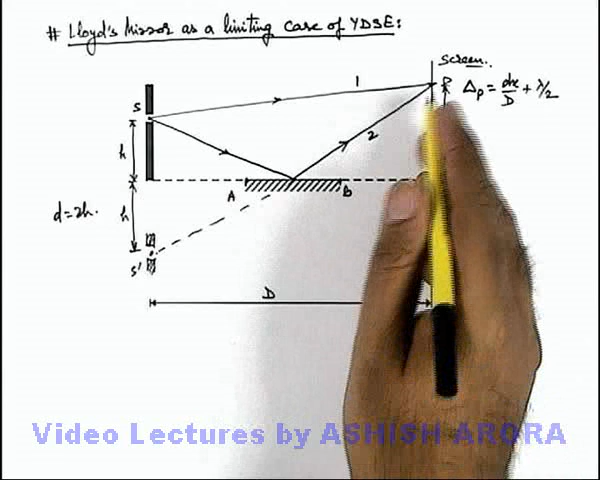 # Lloyd's Mirror as a limiting case of YDSE:
screen..
S
1
P
Δp = dx/D + λ/2
2
h
A
B
d=2h.
h
S'
D
Video Lectures by ASHISH ARORA